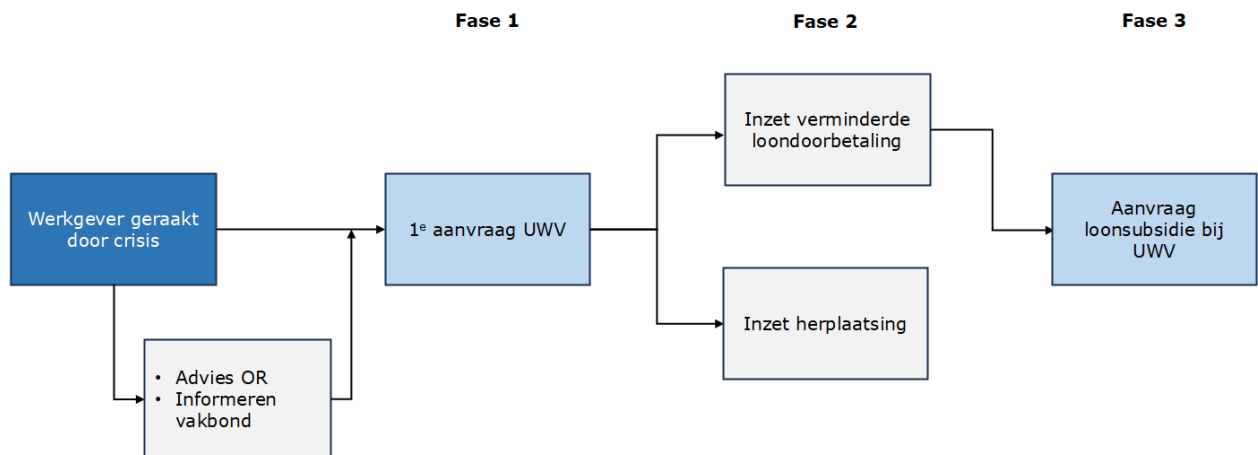 Fase 1
Fase 2
Fase 3
Werkgever geraakt
door crisis
• Advies OR
• Informeren
vakbond
1ᵉ aanvraag UWV
Inzet verminderde
loondoorbetaling
Inzet herplaatsing
Aanvraag
loonsubsidie bij
UWV